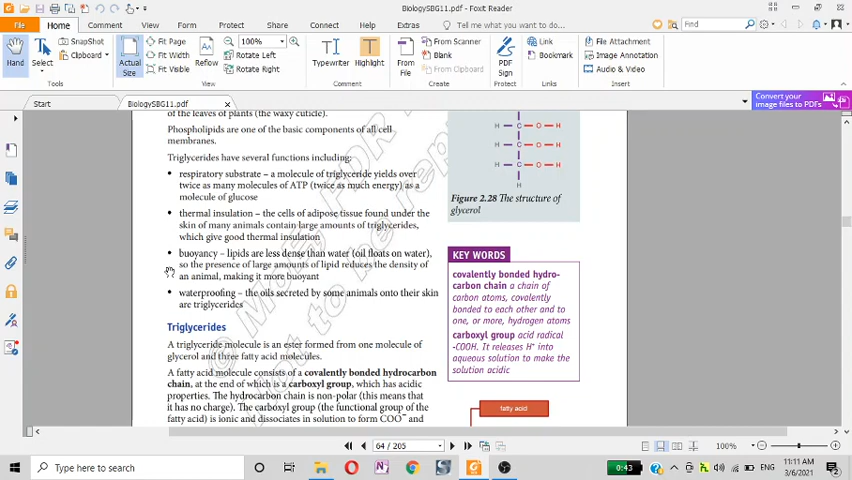 BiologySBG11.pdf - Foxit Reader
File
Home
Comment
View
Form
Protect
Share
Connect
Help
Extras
Tell me what you want to do...
Find
Hand
Select
SnapShot
Clipboard
Actual
Size
Fit Page
Fit Width
Fit Visible
Reflow
100%
Rotate Left
Rotate Right
Typewriter
Highlight
From
File
From Scanner
Blank
From Clipboard
PDF
Sign
Link
Bookmark
File Attachment
Image Annotation
Audio & Video
Tools
View
Comment
Create
Protect
Links
Insert
Start
BiologySBG11.pdf
Convert your
image files to PDFs
of the leaves of plants (the waxy cuticle).
Phospholipids are one of the basic components of all cell
membranes.
Triglycerides have several functions including:
• respiratory substrate – a molecule of triglyceride yields over
twice as many molecules of ATP (twice as much energy) as a
molecule of glucose
• thermal insulation – the cells of adipose tissue found under the
skin of many animals contain large amounts of triglycerides,
which give good thermal insulation
• buoyancy – lipids are less dense than water (oil floats on water),
so the presence of large amounts of lipid reduces the density of
an animal, making it more buoyant
• waterproofing – the oils secreted by some animals onto their skin
are triglycerides
Triglycerides
A triglyceride molecule is an ester formed from one molecule of
glycerol and three fatty acid molecules.
A fatty acid molecule consists of a covalently bonded hydrocarbon
chain, at the end of which is a carboxyl group, which has acidic
properties. The hydrocarbon chain is non-polar (this means that
it has no charge). The carboxyl group (the functional group of the
fatty acid) is ionic and dissociates in solution to form COO⁻ and
H C O H
H C O H
H C O H
H
Figure 2.28 The structure of
glycerol
KEY WORDS
covalently bonded hydro-
carbon chain a chain of
carbon atoms, covalently
bonded to each other and to
one, or more, hydrogen atoms
carboxyl group acid radical
-COOH. It releases H⁺ into
aqueous solution to make the
solution acidic
fatty acid
64 / 205
100%
Type here to search
0:43
ENG
11:11 AM
3/6/2021